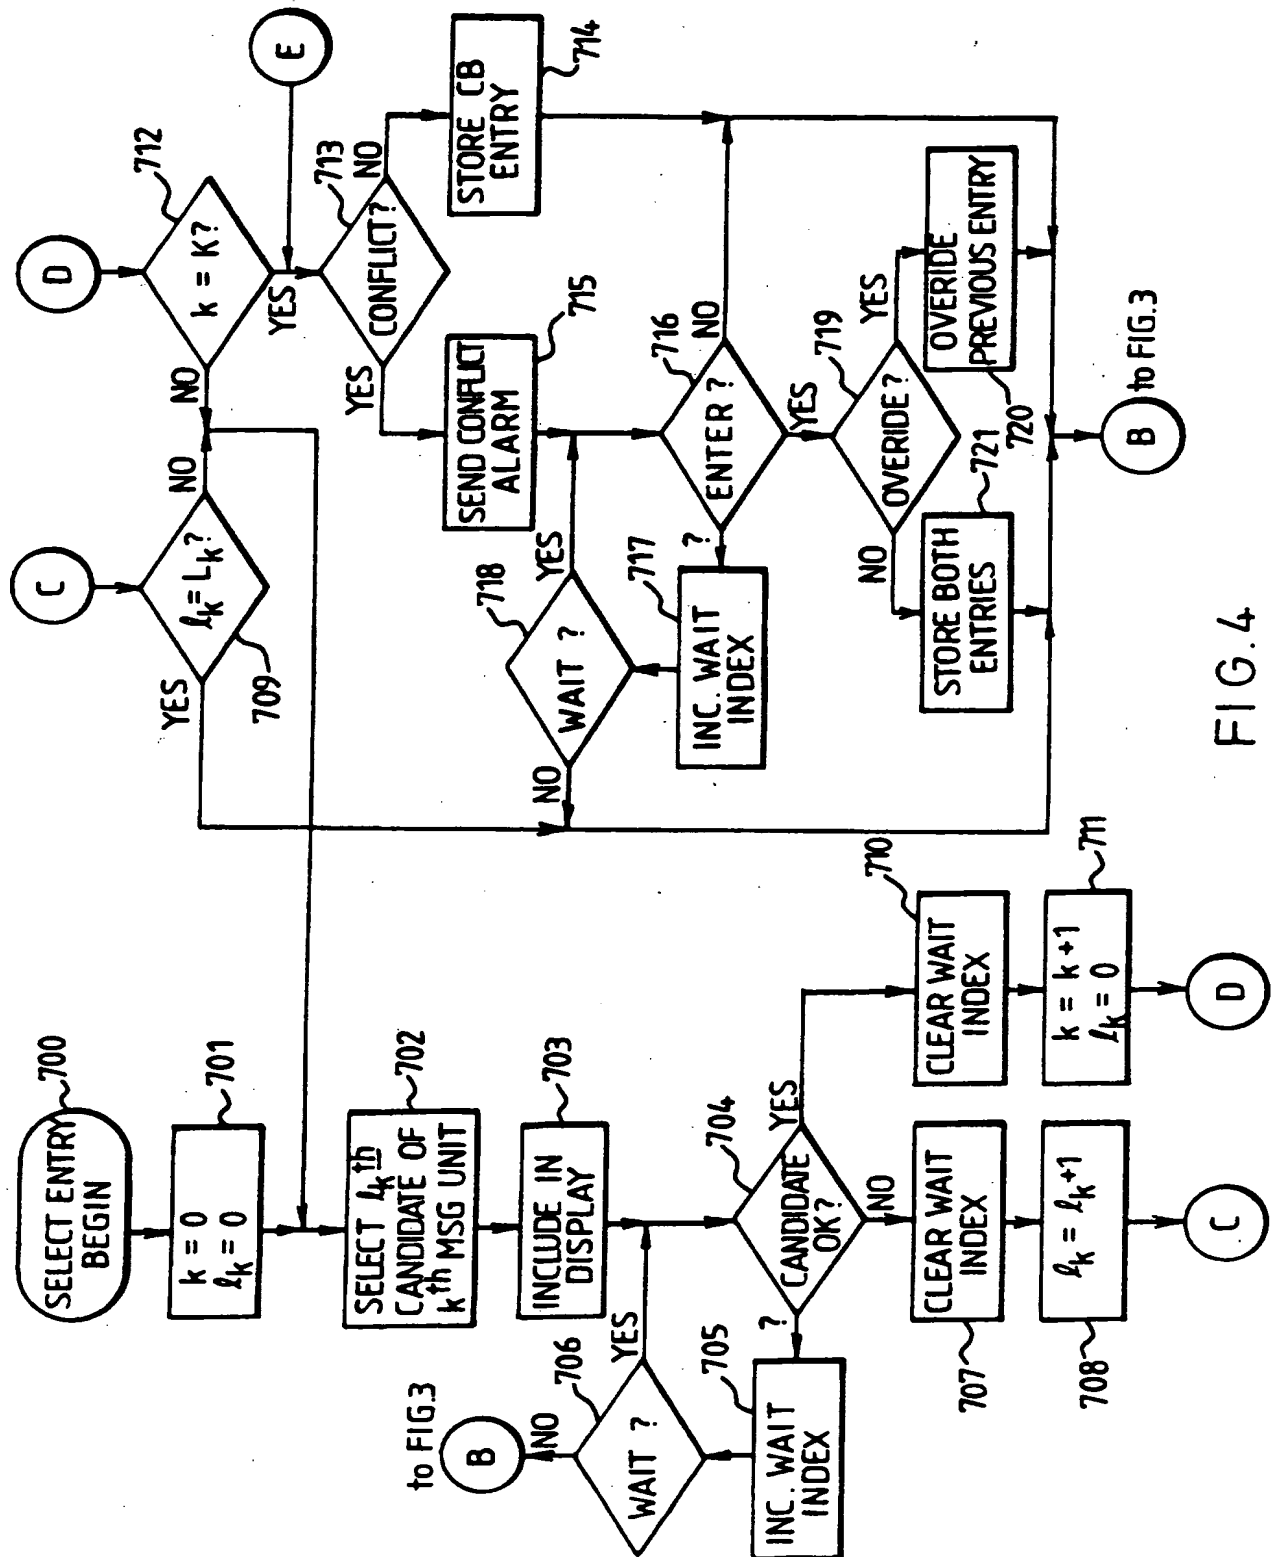 SELECT ENTRY
BEGIN
700
k = 0
ℓk = 0
701
SELECT ℓk th
CANDIDATE OF
k th MSG UNIT
702
INCLUDE IN
DISPLAY
703
CANDIDATE
OK?
704
YES
NO
?
INC. WAIT
INDEX
705
WAIT ?
706
YES
NO
B
to FIG.3
CLEAR WAIT
INDEX
707
ℓk = ℓk+1
708
C
CLEAR WAIT
INDEX
710
k = k+1
ℓk = 0
711
D
C
ℓk = Lk?
709
YES
NO
D
k = K?
712
NO
YES
E
CONFLICT?
713
NO
YES
STORE CB
ENTRY
714
SEND CONFLICT
ALARM
715
ENTER ?
716
NO
YES
?
INC. WAIT
INDEX
717
WAIT ?
718
YES
NO
OVERIDE?
719
YES
NO
OVERIDE
PREVIOUS ENTRY
720
STORE BOTH
ENTRIES
721
B
to FIG.3
FIG.4